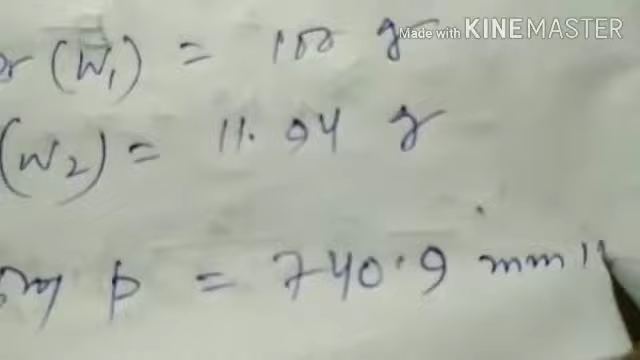 Made with KINEMASTER
(W₁) = 100 g
(W₂) = 11.94 g
p = 740.9 mm